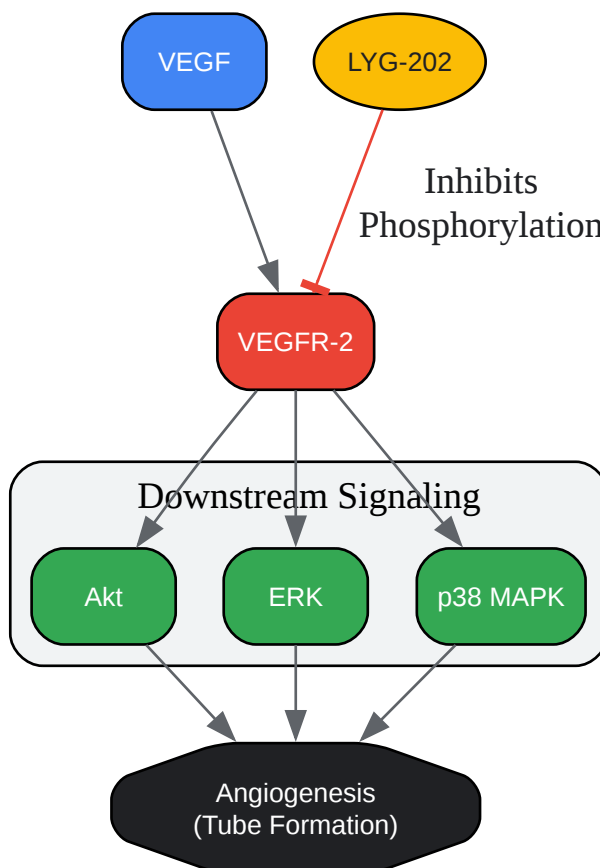 VEGF
LYG-202
Inhibits
Phosphorylation
VEGFR-2
Downstream Signaling
Akt
ERK
p38 MAPK
Angiogenesis
(Tube Formation)